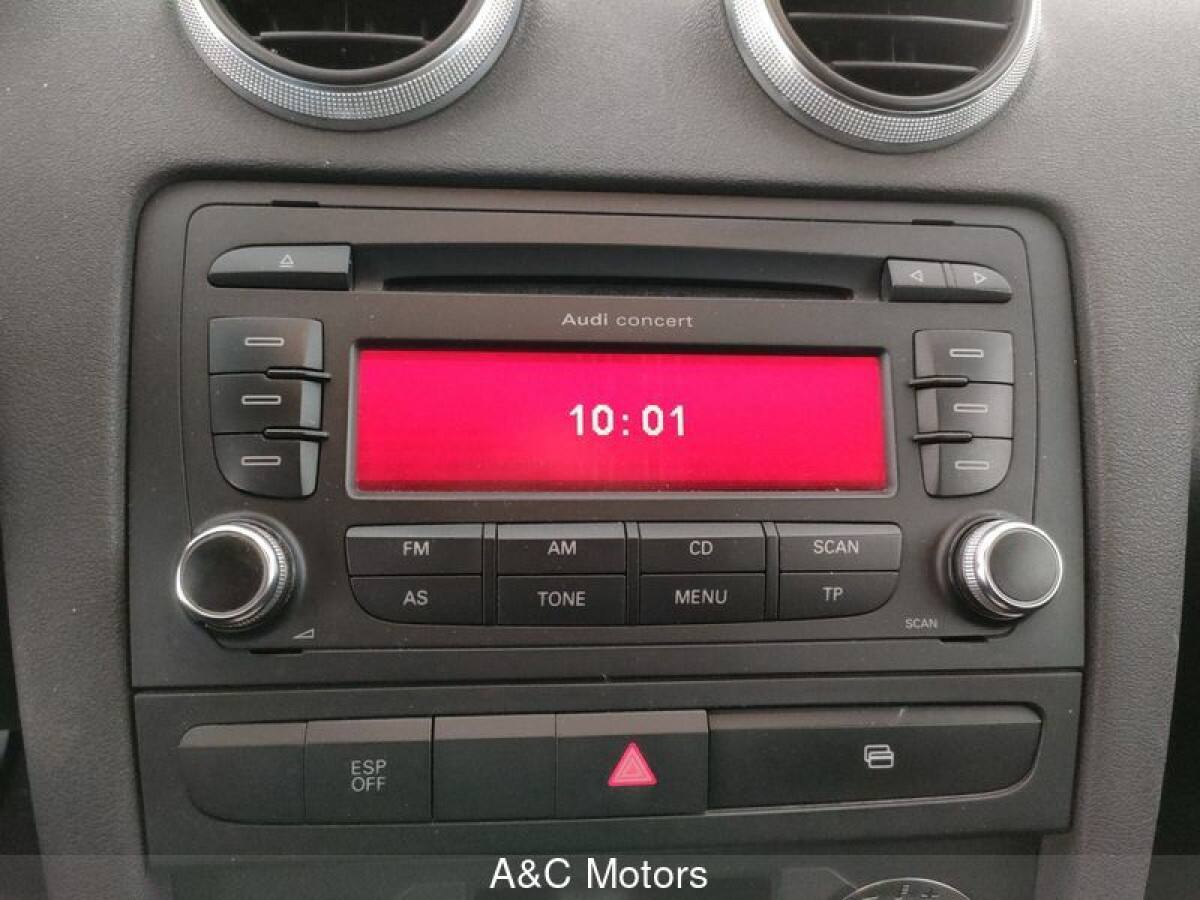 Audi concert
10:01
FM AM CD SCAN
AS TONE MENU TP
SCAN
ESP
OFF
A&C Motors